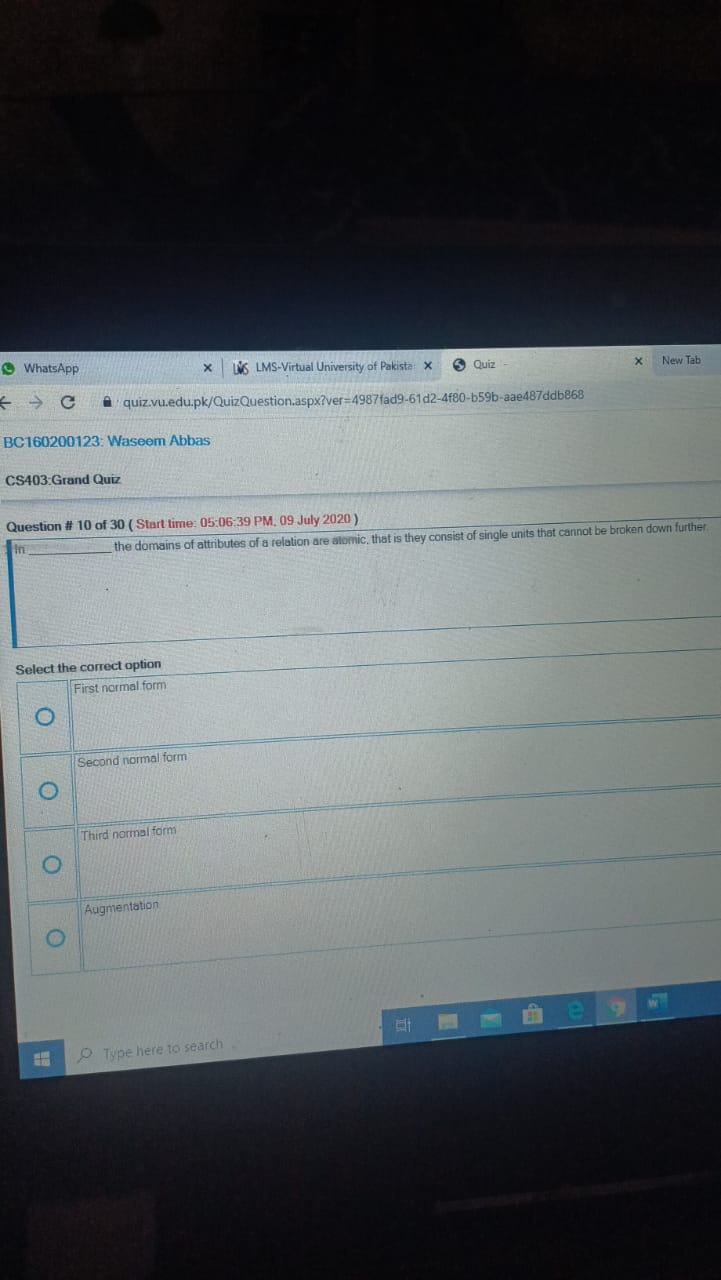 WhatsApp × LMS-Virtual University of Pakista × Quiz × New Tab
quiz.vu.edu.pk/QuizQuestion.aspx?ver=4987fad9-61d2-4f80-b59b-aae487ddb868
BC160200123: Waseem Abbas
CS403:Grand Quiz
Question # 10 of 30 ( Start time: 05:06:39 PM, 09 July 2020 )
In __________ the domains of attributes of a relation are atomic, that is they consist of single units that cannot be broken down further.
Select the correct option
First normal form
Second normal form
Third normal form
Augmentation
Type here to search